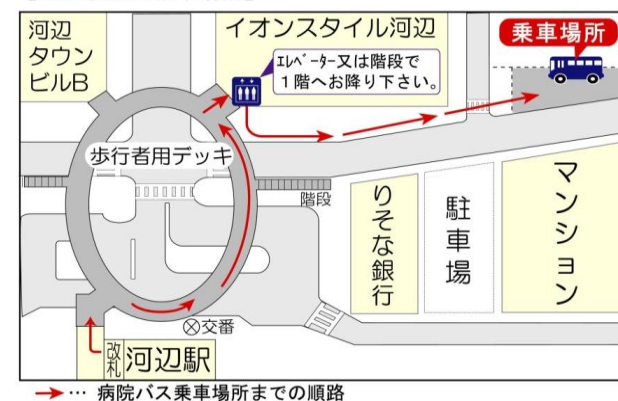 河辺
タウン
ビルB
イオンスタイル河辺
乗車場所
エレベーター又は階段で
1階へお降り下さい。
歩行者用デッキ
階段
りそな銀行
駐車場
マンション
交番
改札
河辺駅
→… 病院バス乗車場所までの順路